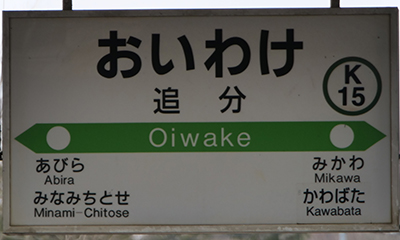 おいわけ
追分
K
15
Oiwake
あびら
Abira
みなみちとせ
Minami-Chitose
みかわ
Mikawa
かわばた
Kawabata